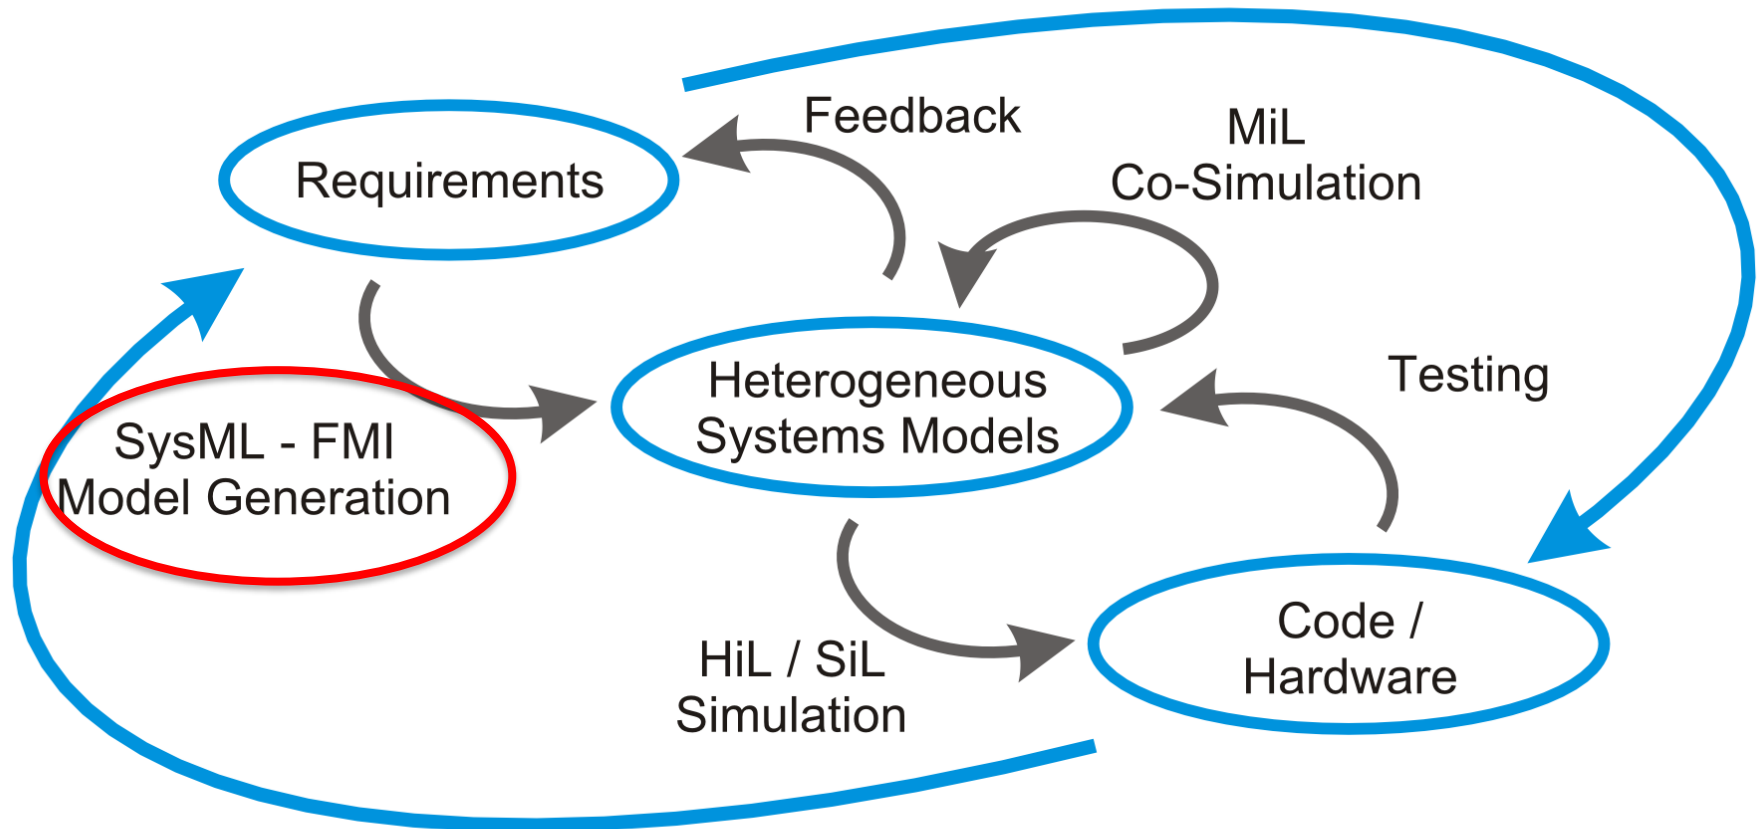 Feedback
MiL
Co-Simulation
Requirements
Heterogeneous
Systems Models
Testing
SysML - FMI
Model Generation
Code /
Hardware
HiL / SiL
Simulation